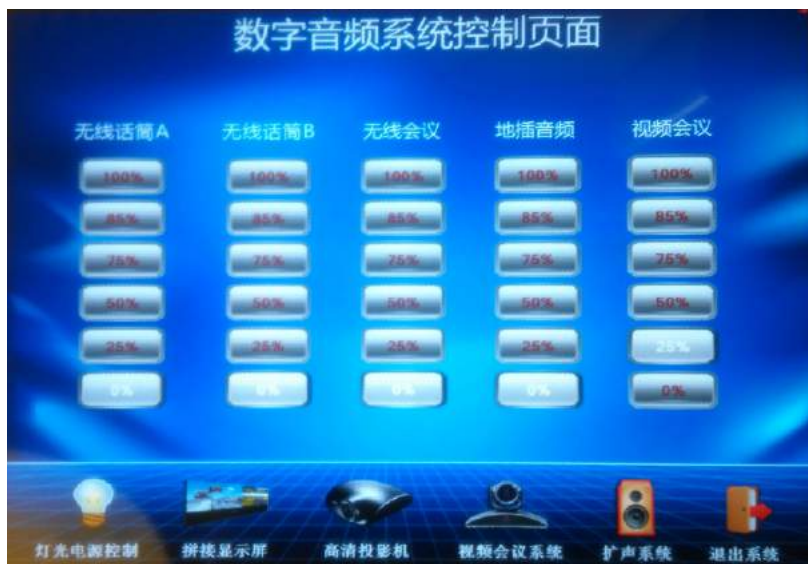 数字音频系统控制页面
无线话筒A 无线话筒B 无线会议 地插音频 视频会议
100% 100% 100% 100% 100%
85% 85% 85% 85% 85%
75% 75% 75% 75% 75%
50% 50% 50% 50% 50%
25% 25% 25% 25% 25%
0% 0% 0% 0% 0%
灯光电源控制 拼接显示屏 高清投影机 视频会议系统 扩声系统 退出系统